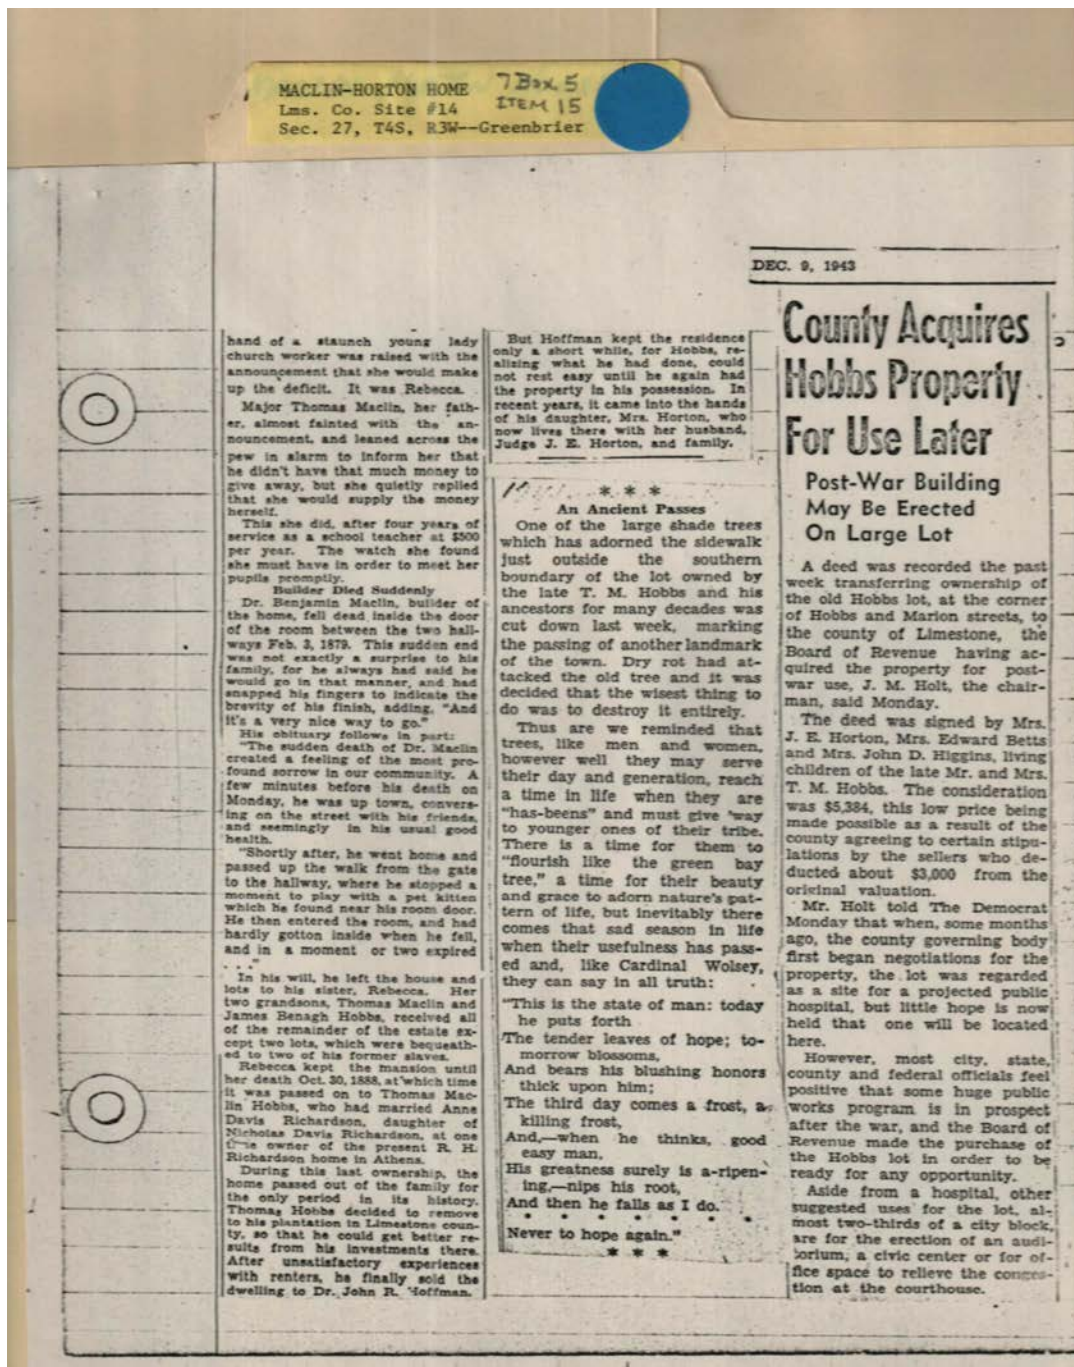 MACLIN-HORTON HOME 7 Box 5
Lms. Co. Site #14 ITEM 15
Sec. 27, T4S, R3W--Greenbrier
hand of a staunch young lady
church worker was raised with the
announcement that she would make
up the deficit. It was Rebecca.
Major Thomas Maclin, her fath-
er, almost fainted with the an-
nouncement, and leaned across the
pew in alarm to inform her that
he didn't have that much money to
give away, but she quietly replied
that she would supply the money
herself.
This she did, after four years of
service as a school teacher at $500
per year. The watch she found
she must have in order to meet her
pupils promptly.
Builder Died Suddenly
Dr. Benjamin Maclin, builder of
the home, fell dead inside the door
of the room between the two hall-
ways Feb. 3, 1879. This sudden end
was not exactly a surprise to his
family, for he always had said he
would go in that manner, and had
snapped his fingers to indicate the
brevity of his finish, adding, "And
it's a very nice way to go."
His obituary follows in part:
"The sudden death of Dr. Maclin
created a feeling of the most pro-
found sorrow in our community. A
few minutes before his death on
Monday, he was up town, convers-
ing on the street with his friends,
and seemingly in his usual good
health.
"Shortly after, he went home and
passed up the walk from the gate
to the hallway, where he stopped a
moment to play with a pet kitten
which he found near his room door.
He then entered the room, and had
hardly gotton inside when he fell,
and in a moment or two expired
. . ."
In his will, he left the house and
lots to his sister, Rebecca. Her
two grandsons, Thomas Maclin and
James Benagh Hobbs, received all
of the remainder of the estate ex-
cept two lots, which were bequeath-
ed to two of his former slaves.
Rebecca kept the mansion until
her death Oct. 30, 1888, at which time
it was passed on to Thomas Mac-
lin Hobbs, who had married Anne
Davis Richardson, daughter of
Nicholas Davis Richardson, at one
time owner of the present R. H.
Richardson home in Athens.
During this last ownership, the
home passed out of the family for
the only period in its history.
Thomas Hobbs decided to remove
to his plantation in Limestone coun-
ty, so that he could get better re-
sults from his investments there.
After unsatisfactory experiences
with renters, he finally sold the
dwelling to Dr. John R. Hoffman.
But Hoffman kept the residence
only a short while, for Hobbs, re-
alizing what he had done, could
not rest easy until he again had
the property in his possession. In
recent years, it came into the hands
of his daughter, Mrs. Horton, who
now lives there with her husband,
Judge J. E. Horton, and family.
* * *
An Ancient Passes
One of the large shade trees
which has adorned the sidewalk
just outside the southern
boundary of the lot owned by
the late T. M. Hobbs and his
ancestors for many decades was
cut down last week, marking
the passing of another landmark
of the town. Dry rot had at-
tacked the old tree and it was
decided that the wisest thing to
do was to destroy it entirely.
Thus are we reminded that
trees, like men and women,
however well they may serve
their day and generation, reach
a time in life when they are
"has-beens" and must give way
to younger ones of their tribe.
There is a time for them to
"flourish like the green bay
tree," a time for their beauty
and grace to adorn nature's pat-
tern of life, but inevitably there
comes that sad season in life
when their usefulness has pass-
ed and, like Cardinal Wolsey,
they can say in all truth:
"This is the state of man: today
he puts forth
The tender leaves of hope; to-
morrow blossoms,
And bears his blushing honors
thick upon him;
The third day comes a frost, a
killing frost,
And,—when he thinks, good
easy man,
His greatness surely is a-ripen-
ing,—nips his root,
And then he falls as I do.
* * * * * * *
Never to hope again."
* * *
DEC. 9, 1943
County Acquires
Hobbs Property
For Use Later
Post-War Building
May Be Erected
On Large Lot
A deed was recorded the past
week transferring ownership of
the old Hobbs lot, at the corner
of Hobbs and Marion streets, to
the county of Limestone, the
Board of Revenue having ac-
quired the property for post-
war use, J. M. Holt, the chair-
man, said Monday.
The deed was signed by Mrs.
J. E. Horton, Mrs. Edward Betts
and Mrs. John D. Higgins, living
children of the late Mr. and Mrs.
T. M. Hobbs. The consideration
was $5,384, this low price being
made possible as a result of the
county agreeing to certain stipu-
lations by the sellers who de-
ducted about $3,000 from the
original valuation.
Mr. Holt told The Democrat
Monday that when, some months
ago, the county governing body
first began negotiations for the
property, the lot was regarded
as a site for a projected public
hospital, but little hope is now
held that one will be located
here.
However, most city, state,
county and federal officials feel
positive that some huge public
works program is in prospect
after the war, and the Board of
Revenue made the purchase of
the Hobbs lot in order to be
ready for any opportunity.
Aside from a hospital, other
suggested uses for the lot, al-
most two-thirds of a city block,
are for the erection of an audi-
torium, a civic center or for of-
fice space to relieve the conges-
tion at the courthouse.